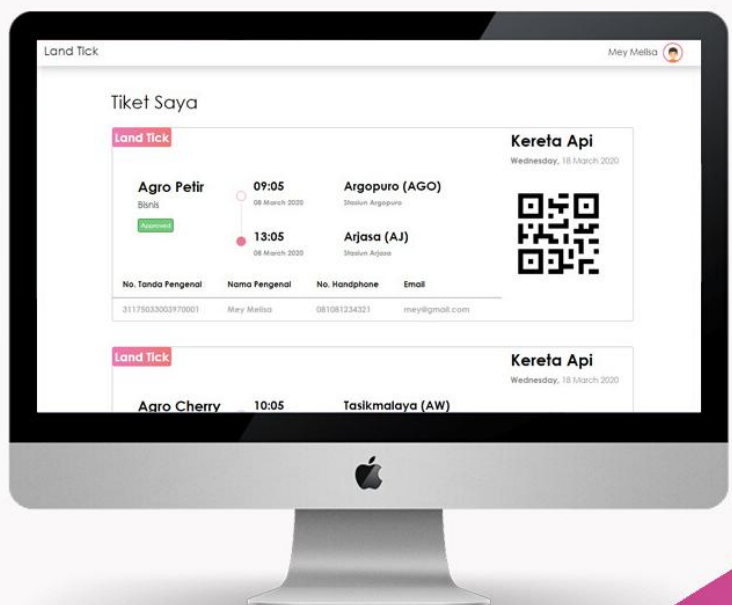 Land Tick
Mey Melisa
Tiket Saya
Land Tick
Kereta Api
Wednesday, 18 March 2020
Agro Petir
Bisnis
Approved
09:05
08 March 2020
Argopuro (AGO)
Stasiun Argopuro
13:05
08 March 2020
Arjasa (AJ)
Stasiun Arjasa
No. Tanda Pengenal Nama Pengenal No. Handphone Email
31175033003970001 Mey Melisa 081081234321 mey@gmail.com
Land Tick
Kereta Api
Wednesday, 18 March 2020
Agro Cherry 10:05 Tasikmalaya (AW)